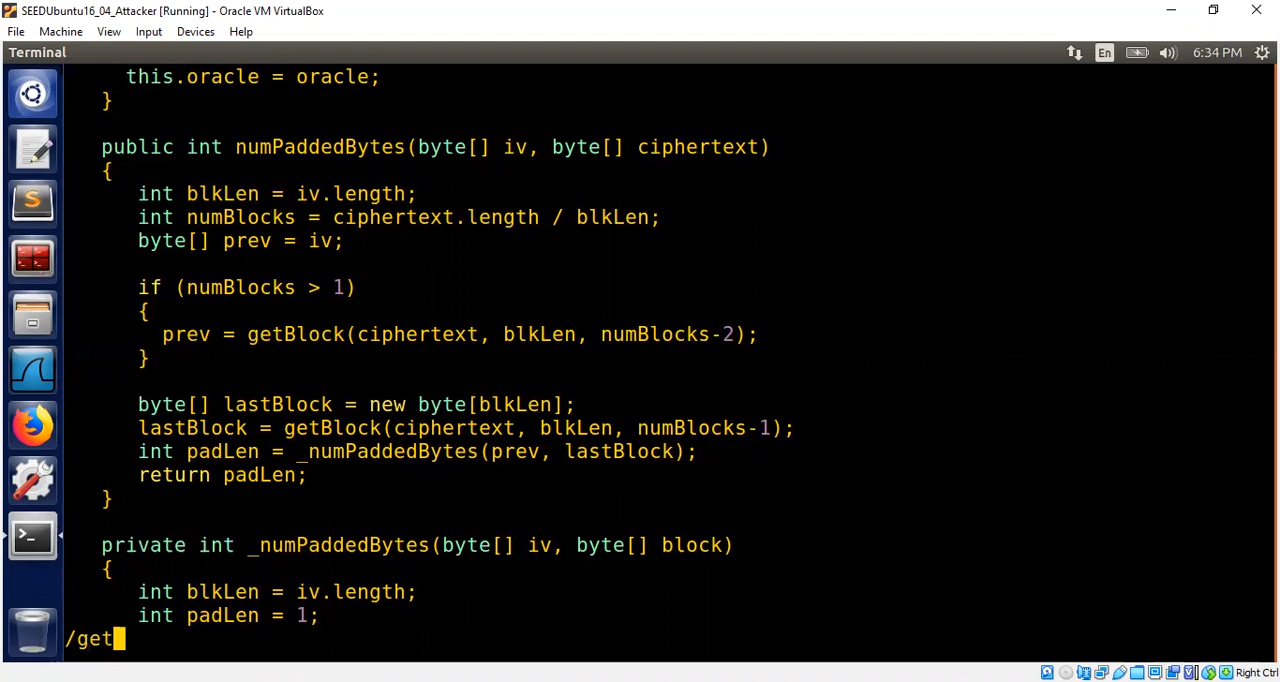 SEEDUbuntu16_04_Attacker [Running] - Oracle VM VirtualBox
File Machine View Input Devices Help
Terminal En 6:34 PM
this.oracle = oracle;
}
public int numPaddedBytes(byte[] iv, byte[] ciphertext)
{
int blkLen = iv.length;
int numBlocks = ciphertext.length / blkLen;
byte[] prev = iv;
if (numBlocks > 1)
{
prev = getBlock(ciphertext, blkLen, numBlocks-2);
}
byte[] lastBlock = new byte[blkLen];
lastBlock = getBlock(ciphertext, blkLen, numBlocks-1);
int padLen = _numPaddedBytes(prev, lastBlock);
return padLen;
}
private int _numPaddedBytes(byte[] iv, byte[] block)
{
int blkLen = iv.length;
int padLen = 1;
/get
Right Ctrl